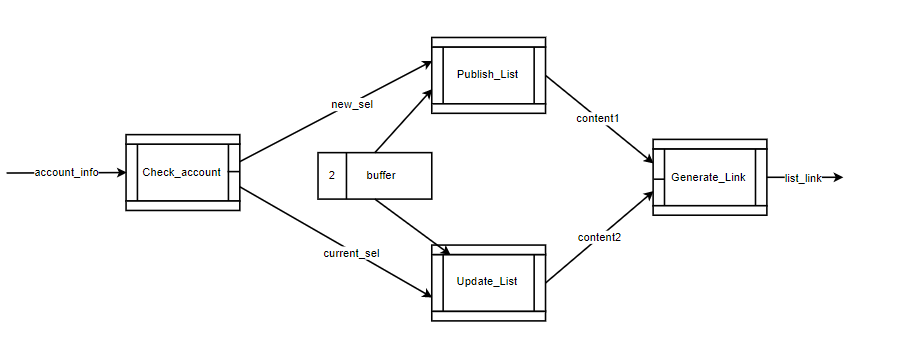 Publish_List
new_sel
content1
account_info
Check_account
2
buffer
Generate_Link
list_link
content2
current_sel
Update_List